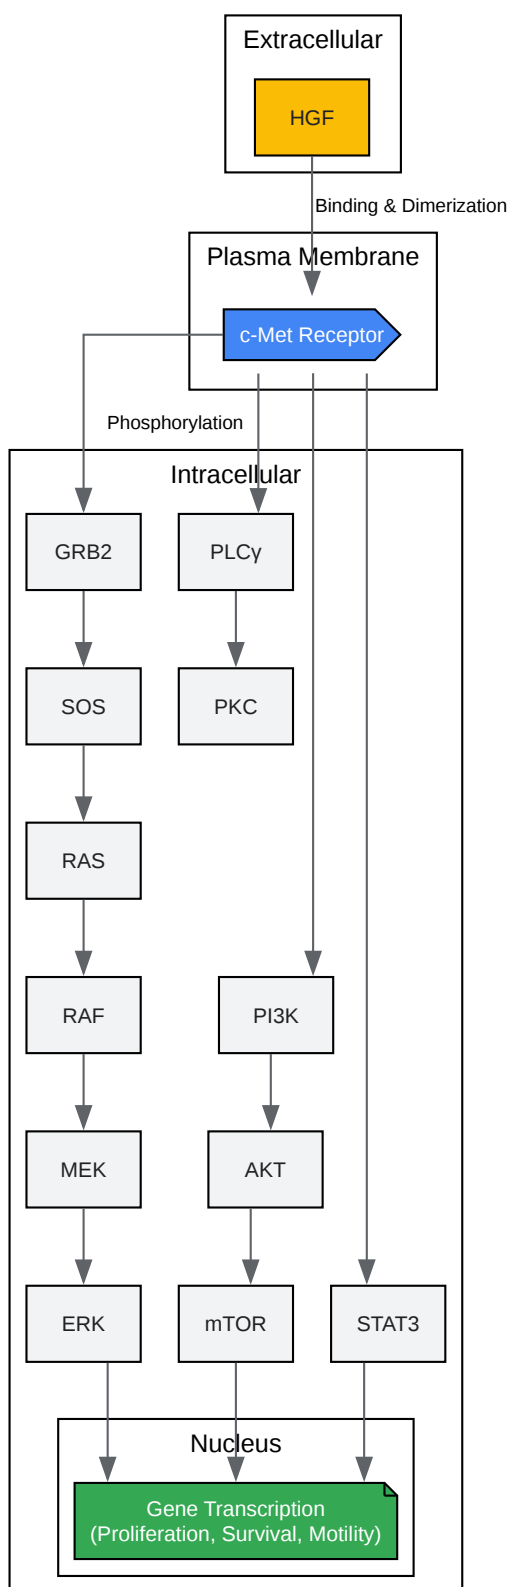 Extracellular
HGF
Binding & Dimerization
Plasma Membrane
c-Met Receptor
Phosphorylation
Intracellular
GRB2
PLCγ
SOS
PKC
RAS
RAF
PI3K
MEK
AKT
ERK
mTOR
STAT3
Nucleus
Gene Transcription
(Proliferation, Survival, Motility)